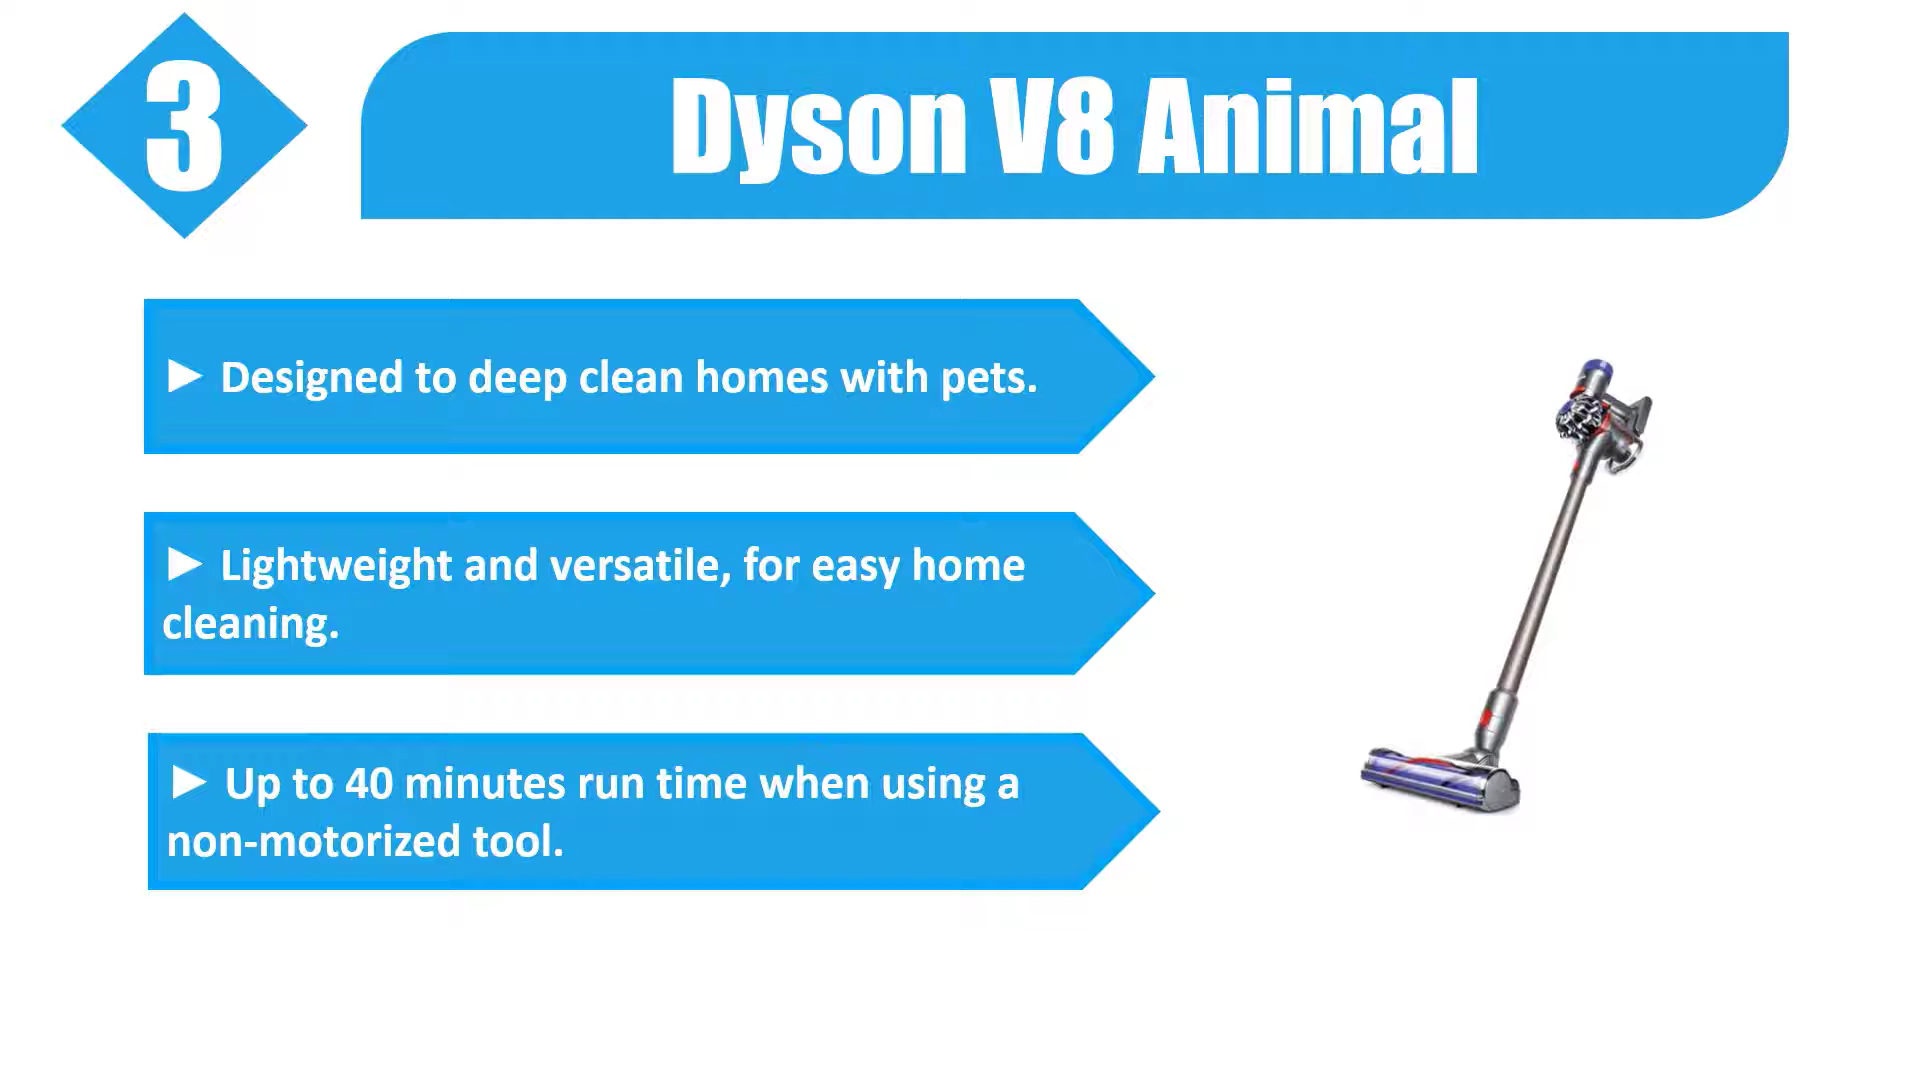 3
Dyson V8 Animal
► Designed to deep clean homes with pets.
► Lightweight and versatile, for easy home
cleaning.
► Up to 40 minutes run time when using a
non-motorized tool.